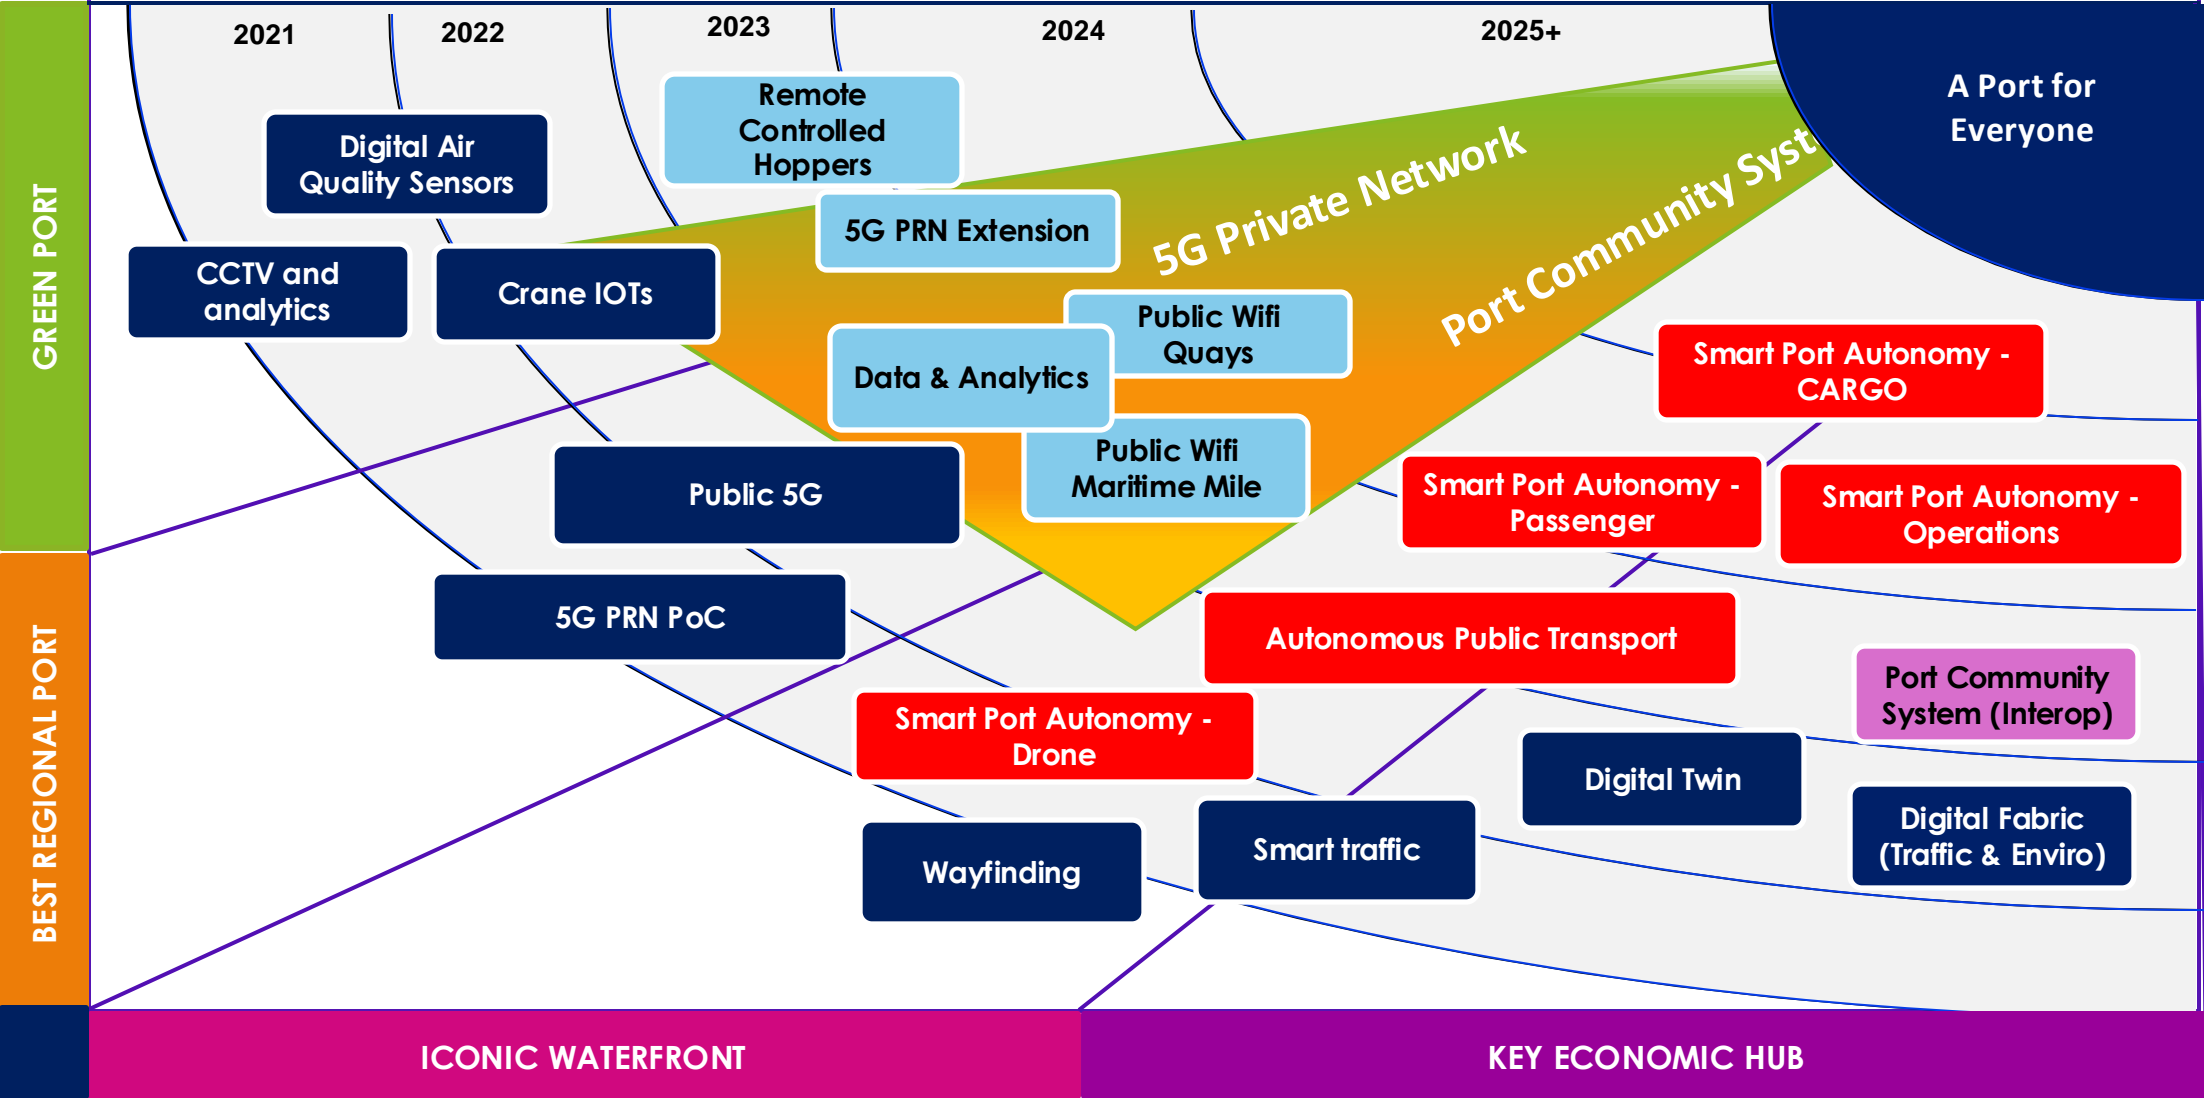 2021
2022
2023
2024
2025+
A Port for
Everyone
Remote
Controlled
Hoppers
Digital Air
Quality Sensors
5G PRN Extension
5G Private Network
Port Community Syst
CCTV and
analytics
Crane IOTs
Public Wifi
Quays
Data & Analytics
Smart Port Autonomy -
CARGO
Public Wifi
Maritime Mile
Public 5G
Smart Port Autonomy -
Passenger
Smart Port Autonomy -
Operations
5G PRN PoC
Autonomous Public Transport
Port Community
System (Interop)
Smart Port Autonomy -
Drone
Digital Twin
Digital Fabric
(Traffic & Enviro)
Smart traffic
Wayfinding
GREEN PORT
BEST REGIONAL PORT
ICONIC WATERFRONT
KEY ECONOMIC HUB